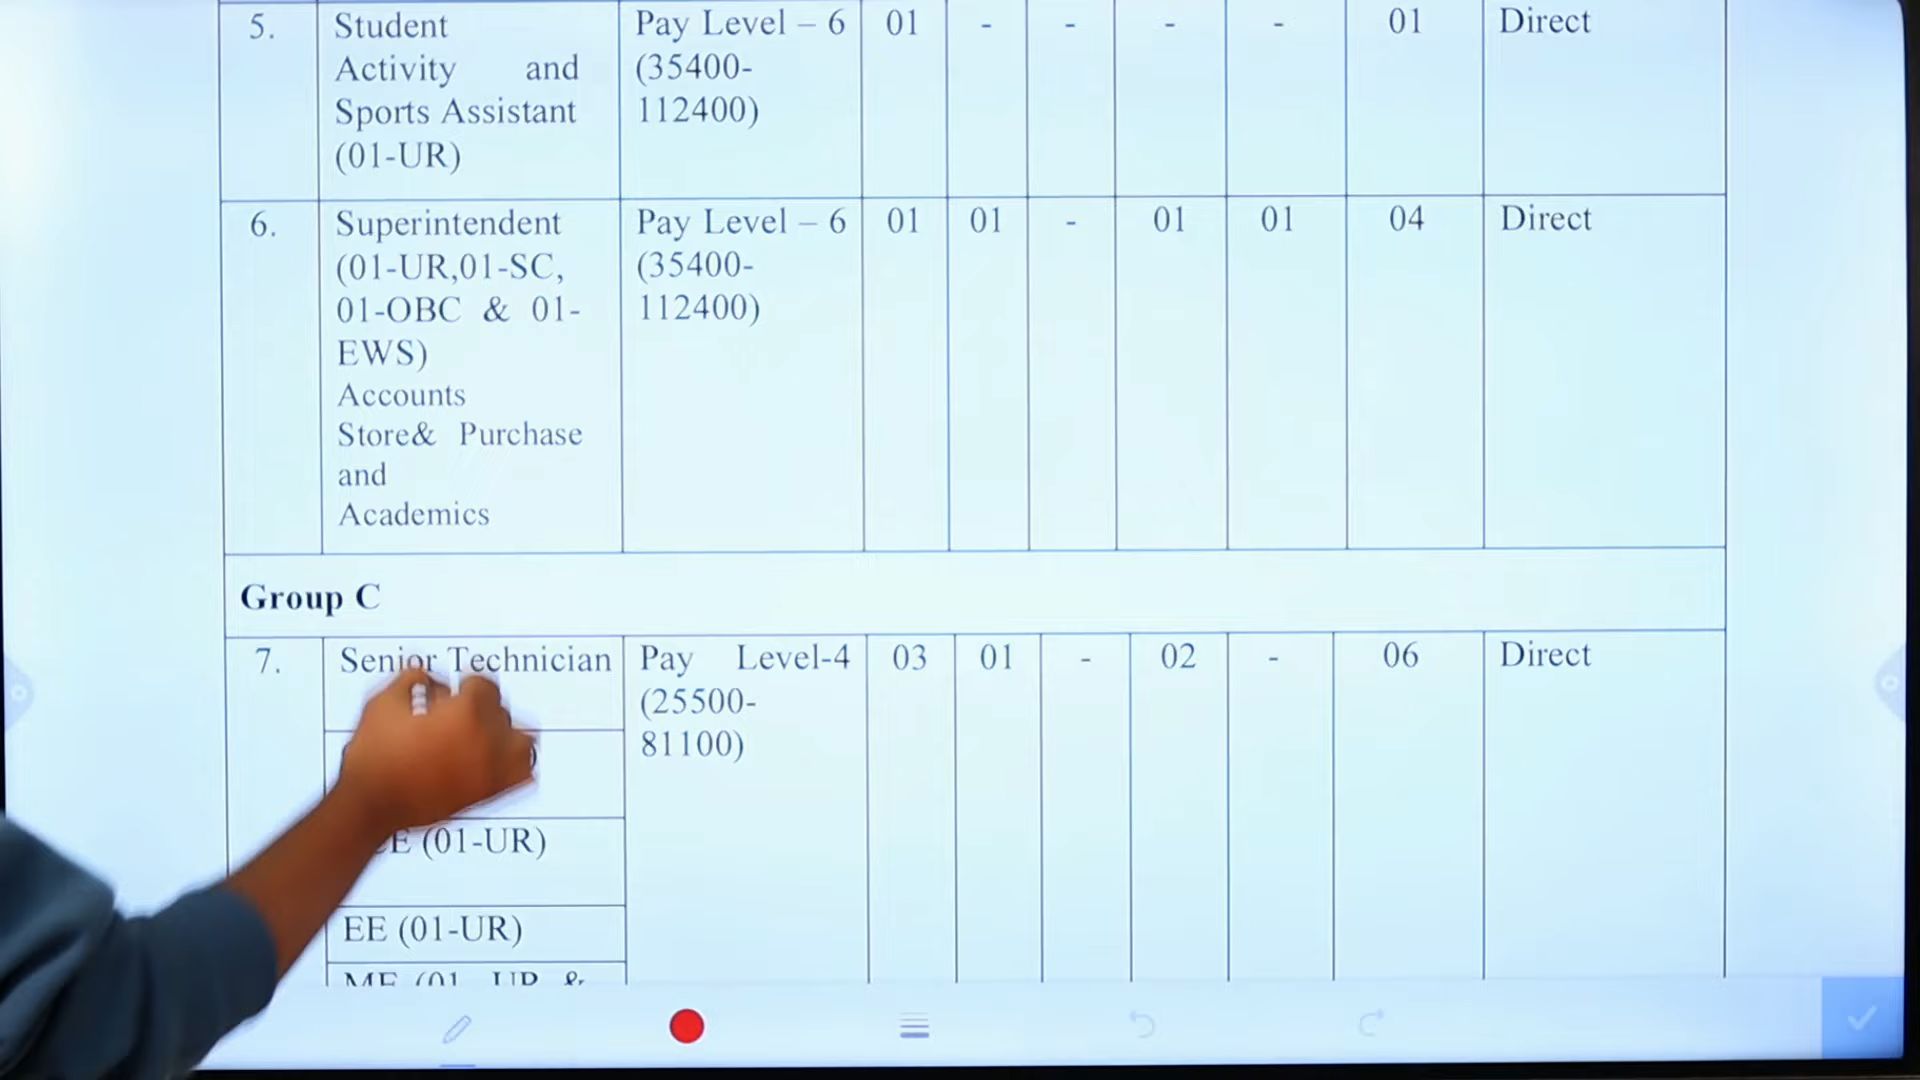 5. Student Activity and Sports Assistant (01-UR) Pay Level – 6 (35400-112400) 01 - - - - 01 Direct
6. Superintendent (01-UR,01-SC, 01-OBC & 01-EWS) Accounts Store& Purchase and Academics Pay Level – 6 (35400-112400) 01 01 - 01 01 04 Direct
Group C
7. Senior Technician Pay Level-4 (25500-81100) 03 01 - 02 - 06 Direct
(01-UR)
EE (01-UR)